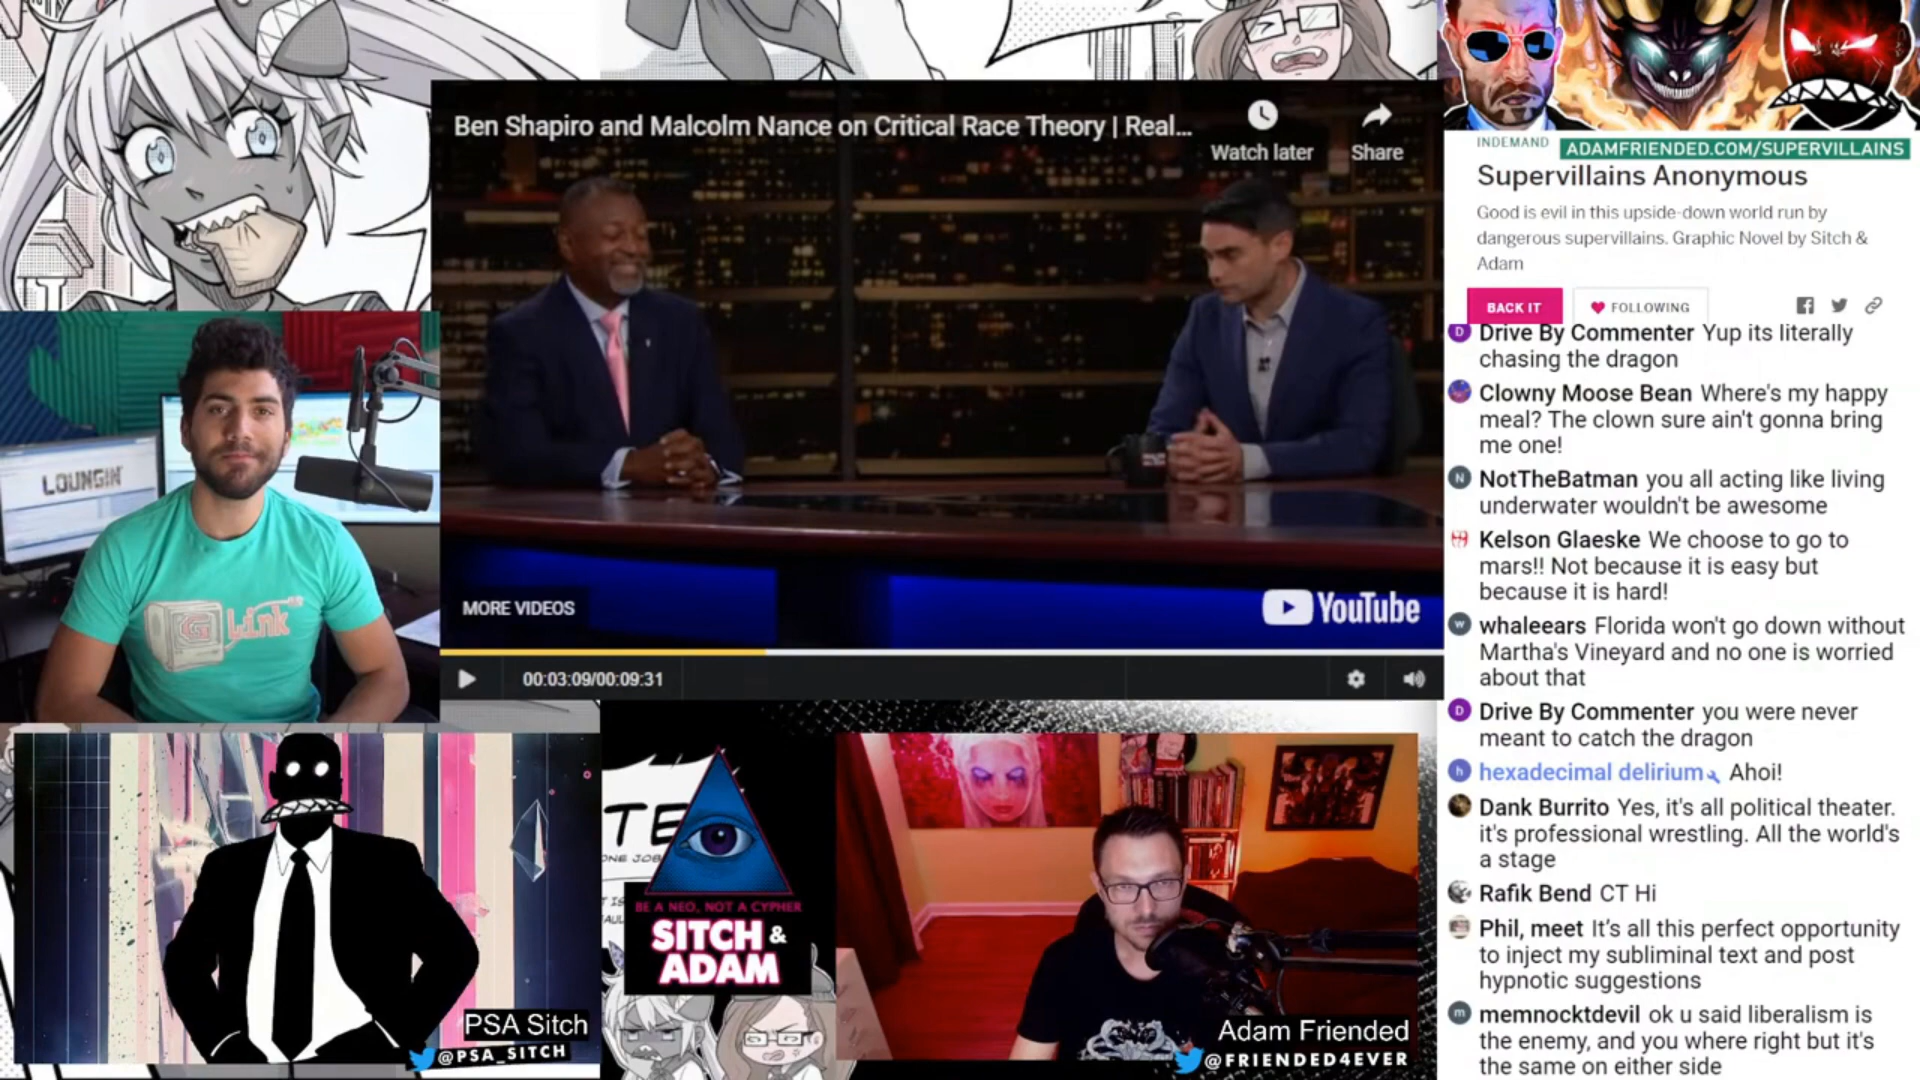 Ben Shapiro and Malcolm Nance on Critical Race Theory | Real...
Watch later
Share
MORE VIDEOS
YouTube
00:03:09/00:09:31
LOUNGIN'
G Link
PSA Sitch
@PSA_SITCH
TE
ONE JOB
BE A NEO, NOT A CYPHER
SITCH &
ADAM
Adam Friended
@FRIENDED4EVER
INDEMAND
ADAMFRIENDED.COM/SUPERVILLAINS
Supervillains Anonymous
Good is evil in this upside-down world run by
dangerous supervillains. Graphic Novel by Sitch &
Adam
BACK IT
FOLLOWING
D Drive By Commenter Yup its literally
chasing the dragon
Clowny Moose Bean Where's my happy
meal? The clown sure ain't gonna bring
me one!
N NotTheBatman you all acting like living
underwater wouldn't be awesome
Kelson Glaeske We choose to go to
mars!! Not because it is easy but
because it is hard!
w whaleears Florida won't go down without
Martha's Vineyard and no one is worried
about that
D Drive By Commenter you were never
meant to catch the dragon
h hexadecimal delirium Ahoi!
Dank Burrito Yes, it's all political theater.
it's professional wrestling. All the world's
a stage
Rafik Bend CT Hi
Phil, meet It's all this perfect opportunity
to inject my subliminal text and post
hypnotic suggestions
m memnocktdevil ok u said liberalism is
the enemy, and you where right but it's
the same on either side